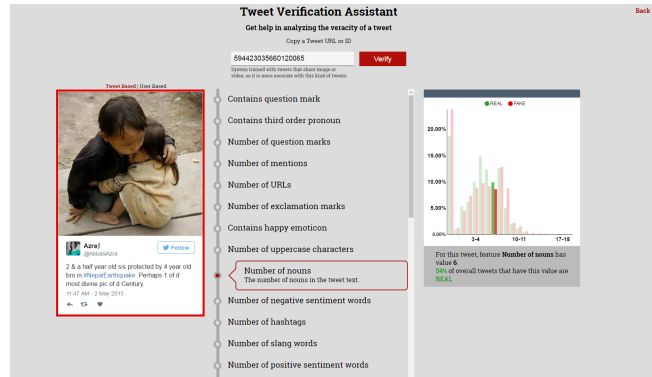 Tweet Verification Assistant
Back
Get help in analyzing the veracity of a tweet
Copy a Tweet URL or ID
594423035660120065
Verify
System trained with tweets that share image or
video, so it is more accurate with this kind of tweets.
Tweet Based | User Based
Azra
@AbbasiAzra
Follow
2 & a half year old sis protected by 4 year old
bro in #NepalEarthquake. Perhaps 1 of d
most divine pic of d Century.
11:47 AM - 2 May 2015
Contains question mark
Contains third order pronoun
Number of question marks
Number of mentions
Number of URLs
Number of exclamation marks
Contains happy emoticon
Number of uppercase characters
Number of nouns
The number of nouns in the tweet text.
Number of negative sentiment words
Number of hashtags
Number of slang words
Number of positive sentiment words
REAL FAKE
20.00%
15.00%
10.00%
5.00%
0.00%
3-4 10-11 17-18
For this tweet, feature Number of nouns has
value 6.
54% of overall tweets that have this value are
REAL